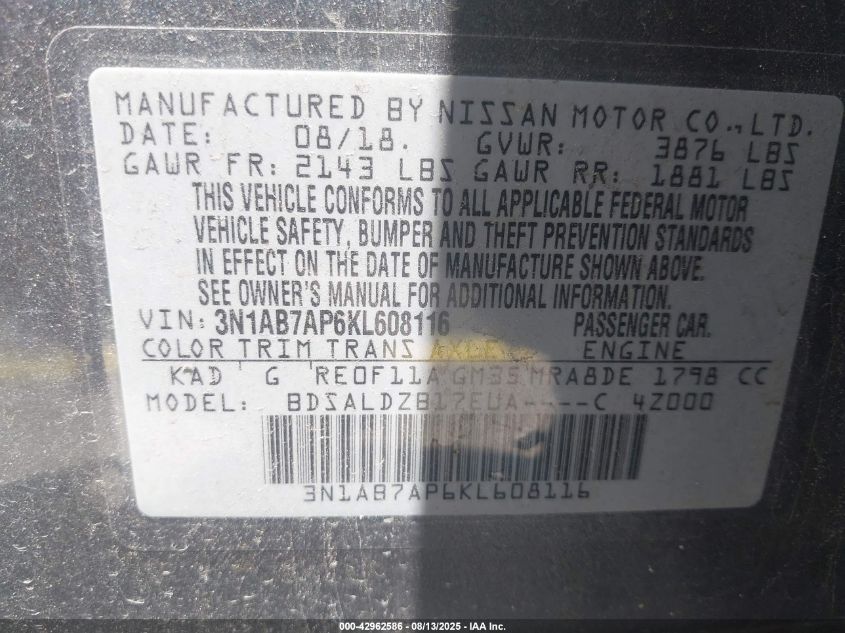 MANUFACTURED BY NISSAN MOTOR CO., LTD.
DATE: 08/18. GVWR: 3876 LBS
GAWR FR: 2143 LBS GAWR RR: 1881 LBS
THIS VEHICLE CONFORMS TO ALL APPLICABLE FEDERAL MOTOR
VEHICLE SAFETY, BUMPER AND THEFT PREVENTION STANDARDS
IN EFFECT ON THE DATE OF MANUFACTURE SHOWN ABOVE.
SEE OWNER'S MANUAL FOR ADDITIONAL INFORMATION.
VIN: 3N1AB7AP6KL608116 PASSENGER CAR.
COLOR TRIM TRANS AXLE ENGINE
KAD G RE0F11A GM35 MRA8DE 1798 CC
MODEL: BDSALDZB17EUA----C 4Z000
3N1AB7AP6KL608116
000-42962586 - 08/13/2025 - IAA Inc.